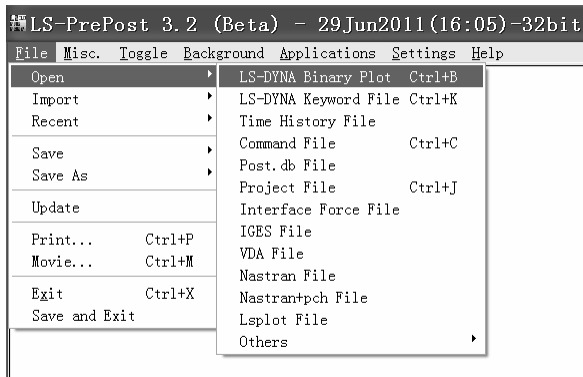 LS-PrePost 3.2 (Beta) - 29Jun2011(16:05)-32bit
File Misc. Toggle Background Applications Settings Help
Open
Import
Recent
Save
Save As
Update
Print... Ctrl+P
Movie... Ctrl+M
Exit Ctrl+X
Save and Exit
LS-DYNA Binary Plot Ctrl+B
LS-DYNA Keyword File Ctrl+K
Time History File
Command File Ctrl+C
Post.db File
Project File Ctrl+J
Interface Force File
IGES File
VDA File
Nastran File
Nastran+pch File
Lsplot File
Others